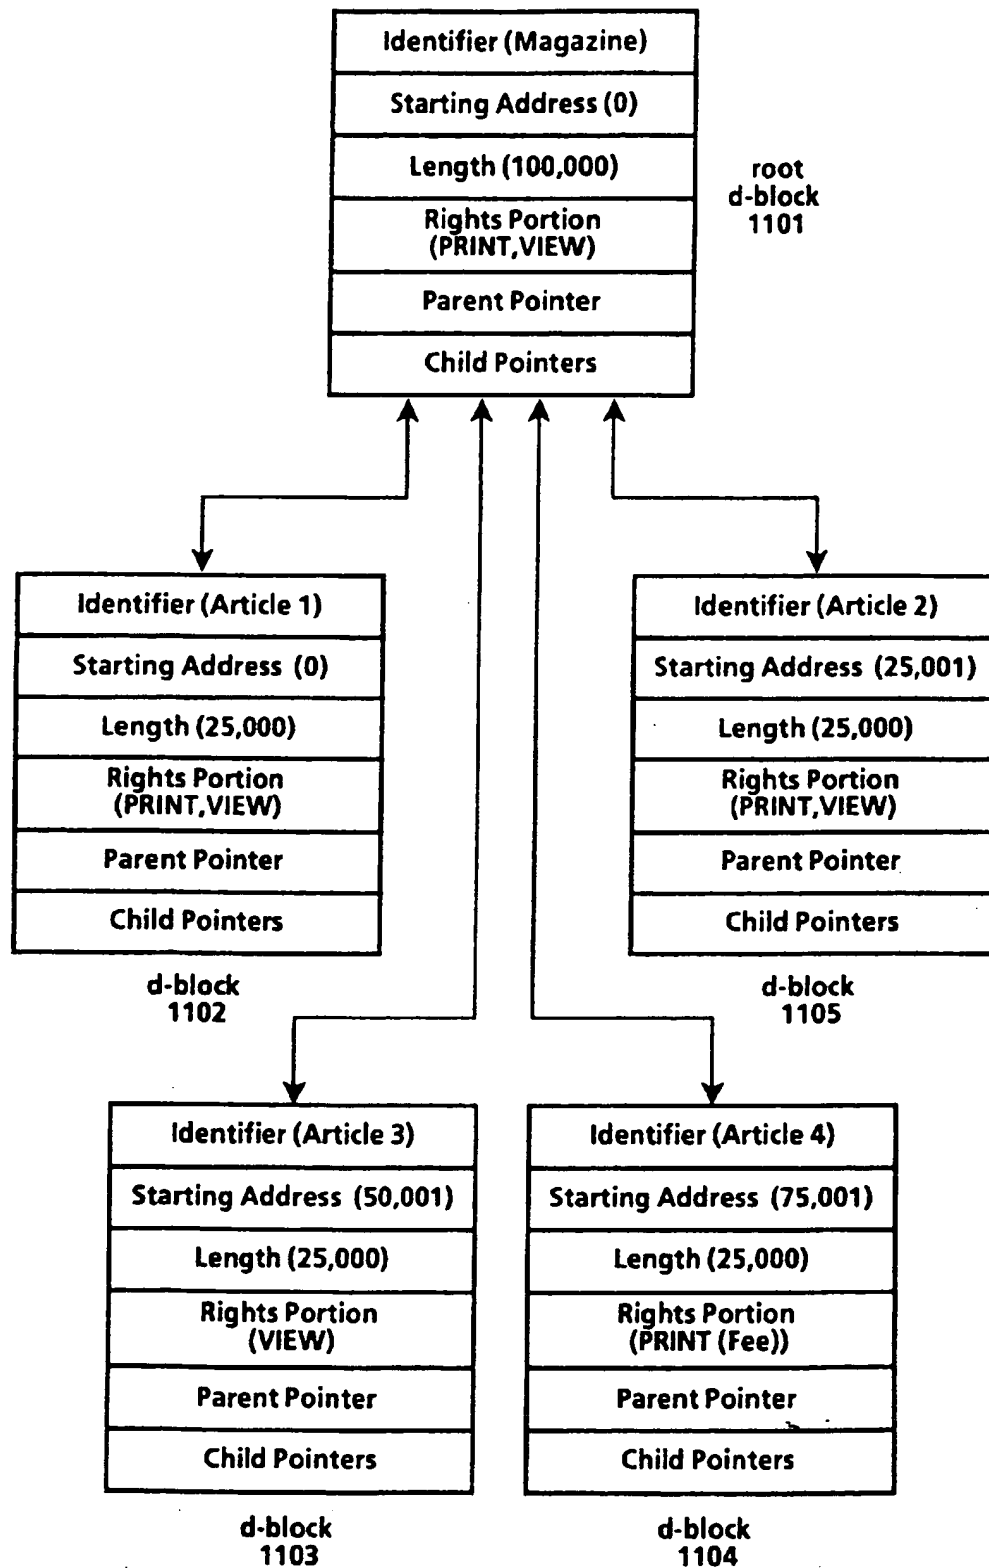 Identifier (Magazine)
Starting Address (0)
Length (100,000)
Rights Portion
(PRINT,VIEW)
Parent Pointer
Child Pointers
root
d-block
1101
Identifier (Article 1)
Starting Address (0)
Length (25,000)
Rights Portion
(PRINT,VIEW)
Parent Pointer
Child Pointers
d-block
1102
Identifier (Article 2)
Starting Address (25,001)
Length (25,000)
Rights Portion
(PRINT,VIEW)
Parent Pointer
Child Pointers
d-block
1105
Identifier (Article 3)
Starting Address (50,001)
Length (25,000)
Rights Portion
(VIEW)
Parent Pointer
Child Pointers
d-block
1103
Identifier (Article 4)
Starting Address (75,001)
Length (25,000)
Rights Portion
(PRINT (Fee))
Parent Pointer
Child Pointers
d-block
1104